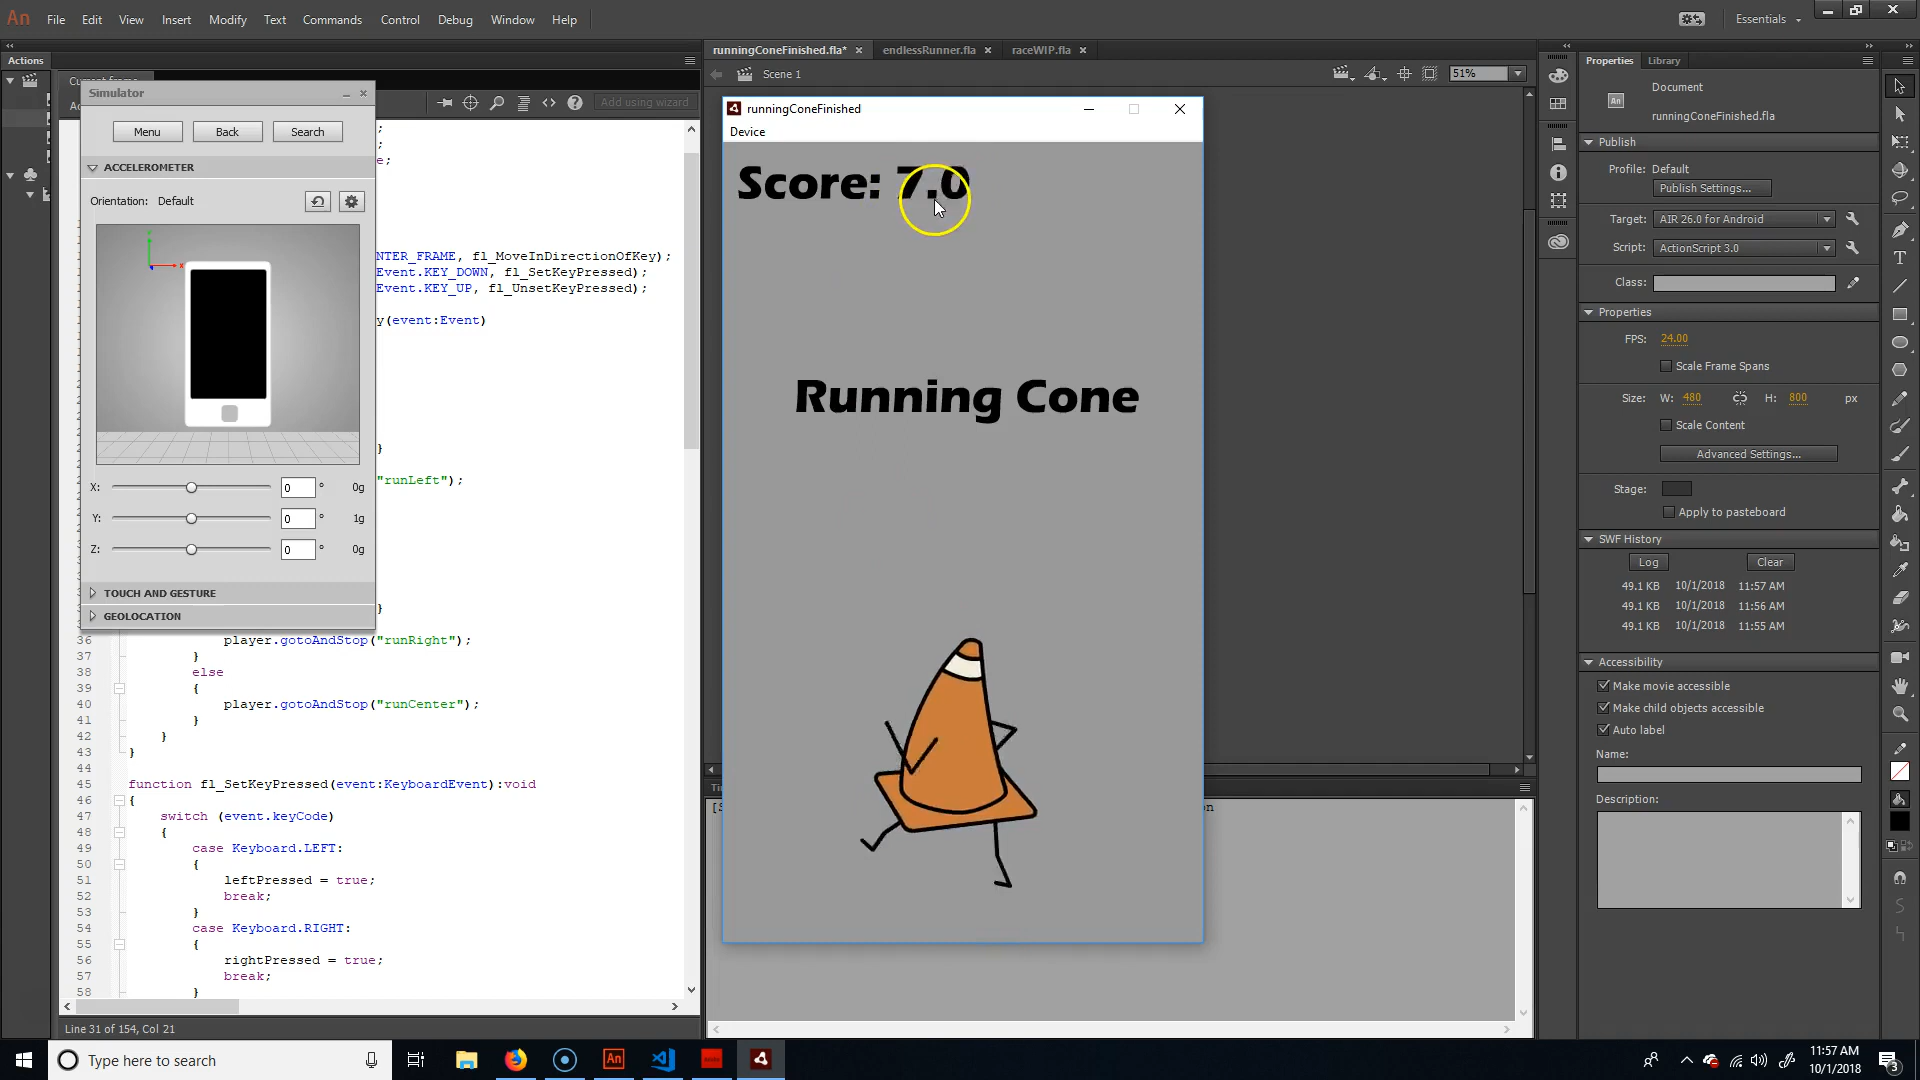 An File Edit View Insert Modify Text Commands Control Debug Window Help Essentials
Actions
Simulator
Menu Back Search
ACCELEROMETER
Orientation: Default
X: 0 ° 0g
Y: 0 ° 1g
Z: 0 ° 0g
TOUCH AND GESTURE
GEOLOCATION
Add using wizard
;
;
e;
NTER_FRAME, fl_MoveInDirectionOfKey);
Event.KEY_DOWN, fl_SetKeyPressed);
Event.KEY_UP, fl_UnsetKeyPressed);
y(event:Event)
}
"runLeft");
}
36 player.gotoAndStop("runRight");
37 }
38 else
39 {
40 player.gotoAndStop("runCenter");
41 }
42 }
43 }
44
45 function fl_SetKeyPressed(event:KeyboardEvent):void
46 {
47 switch (event.keyCode)
48 {
49 case Keyboard.LEFT:
50 {
51 leftPressed = true;
52 break;
53 }
54 case Keyboard.RIGHT:
55 {
56 rightPressed = true;
57 break;
58 }
Line 31 of 154, Col 21
runningConeFinished.fla* × endlessRunner.fla × raceWIP.fla ×
Scene 1
51%
runningConeFinished
Device
Score: 7.0
Running Cone
on
Properties Library
Document
An runningConeFinished.fla
Publish
Profile: Default
Publish Settings...
Target: AIR 26.0 for Android
Script: ActionScript 3.0
Class:
Properties
FPS: 24.00
Scale Frame Spans
Size: W: 480 H: 800 px
Scale Content
Advanced Settings...
Stage:
Apply to pasteboard
SWF History
Log Clear
49.1 KB 10/1/2018 11:57 AM
49.1 KB 10/1/2018 11:56 AM
49.1 KB 10/1/2018 11:55 AM
Accessibility
Make movie accessible
Make child objects accessible
Auto label
Name:
Description:
Type here to search
An
11:57 AM
10/1/2018
3